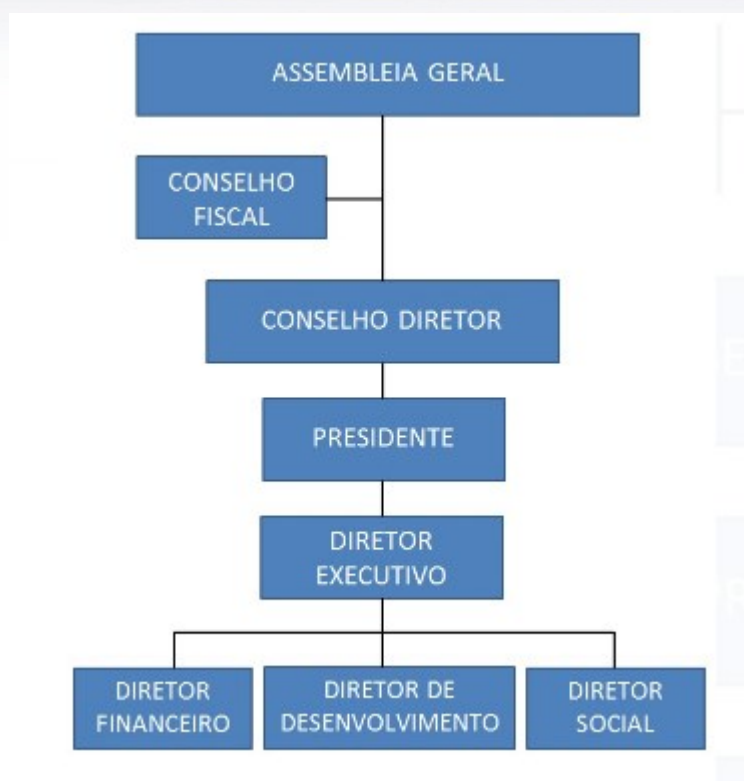 ASSEMBLEIA GERAL
CONSELHO
FISCAL
CONSELHO DIRETOR
PRESIDENTE
DIRETOR
EXECUTIVO
DIRETOR
FINANCEIRO
DIRETOR DE
DESENVOLVIMENTO
DIRETOR
SOCIAL